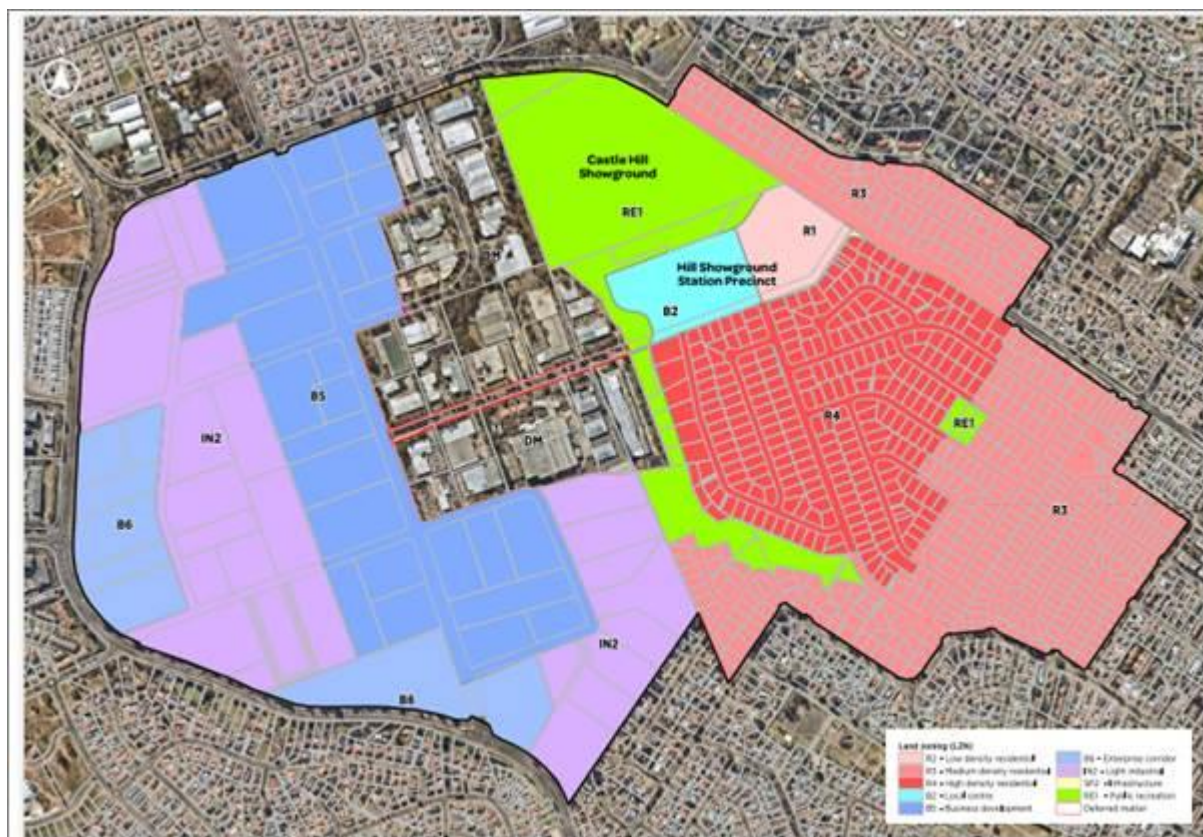 Castle Hill
Showground
R3
RE1
R1
Hill Showground
Station Precinct
B2
B5
R4
RE1
IN2
DM
R3
B6
IN2
B6
Land zoning (LZN)
R2 - Low density residential
R3 - Medium density residential
R4 - High density residential
B2 - Local centre
B5 - Business development
B6 - Enterprise corridor
IN2 - Light industrial
SP2 - Infrastructure
RE1 - Public recreation
Deferred matter